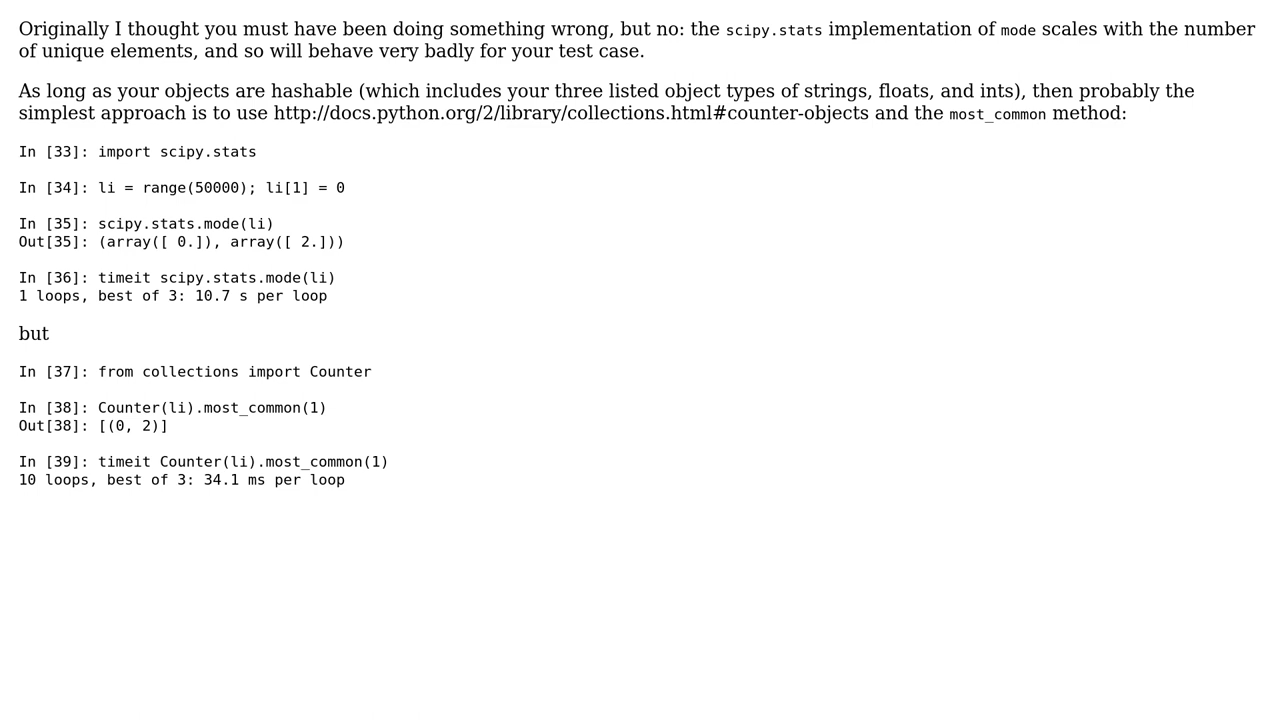 Originally I thought you must have been doing something wrong, but no: the scipy.stats implementation of mode scales with the number
of unique elements, and so will behave very badly for your test case.
As long as your objects are hashable (which includes your three listed object types of strings, floats, and ints), then probably the
simplest approach is to use http://docs.python.org/2/library/collections.html#counter-objects and the most_common method:
In [33]: import scipy.stats
In [34]: li = range(50000); li[1] = 0
In [35]: scipy.stats.mode(li)
Out[35]: (array([ 0.]), array([ 2.]))
In [36]: timeit scipy.stats.mode(li)
1 loops, best of 3: 10.7 s per loop
but
In [37]: from collections import Counter
In [38]: Counter(li).most_common(1)
Out[38]: [(0, 2)]
In [39]: timeit Counter(li).most_common(1)
10 loops, best of 3: 34.1 ms per loop